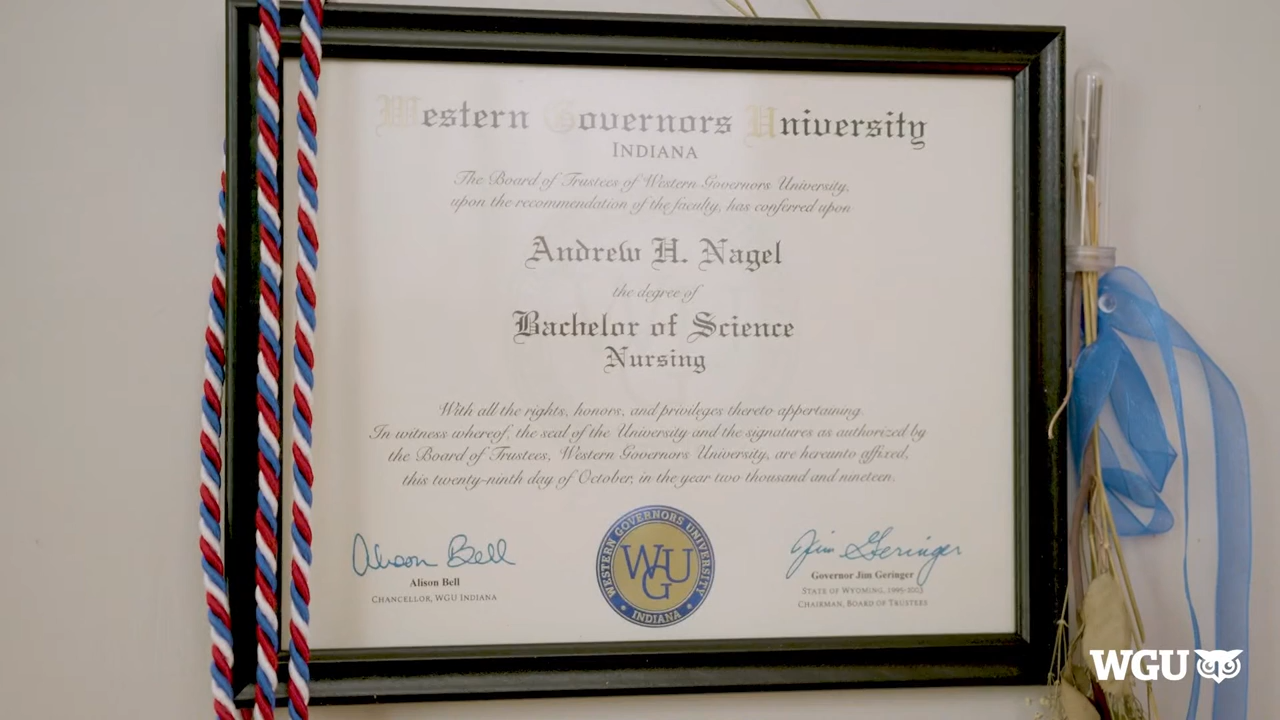 Western Governors University
INDIANA
The Board of Trustees of Western Governors University,
upon the recommendation of the faculty, has conferred upon
Andrew H. Nagel
the degree of
Bachelor of Science
Nursing
With all the rights, honors, and privileges thereto appertaining.
In witness whereof, the seal of the University and the signatures as authorized by
the Board of Trustees, Western Governors University, are hereunto affixed,
this twenty-ninth day of October, in the year two thousand and nineteen.
Alison Bell
Alison Bell
CHANCELLOR, WGU INDIANA
WESTERN GOVERNORS UNIVERSITY
WGU
INDIANA
Jim Geringer
Governor Jim Geringer
STATE OF WYOMING, 1995-2003
CHAIRMAN, BOARD OF TRUSTEES
WGU